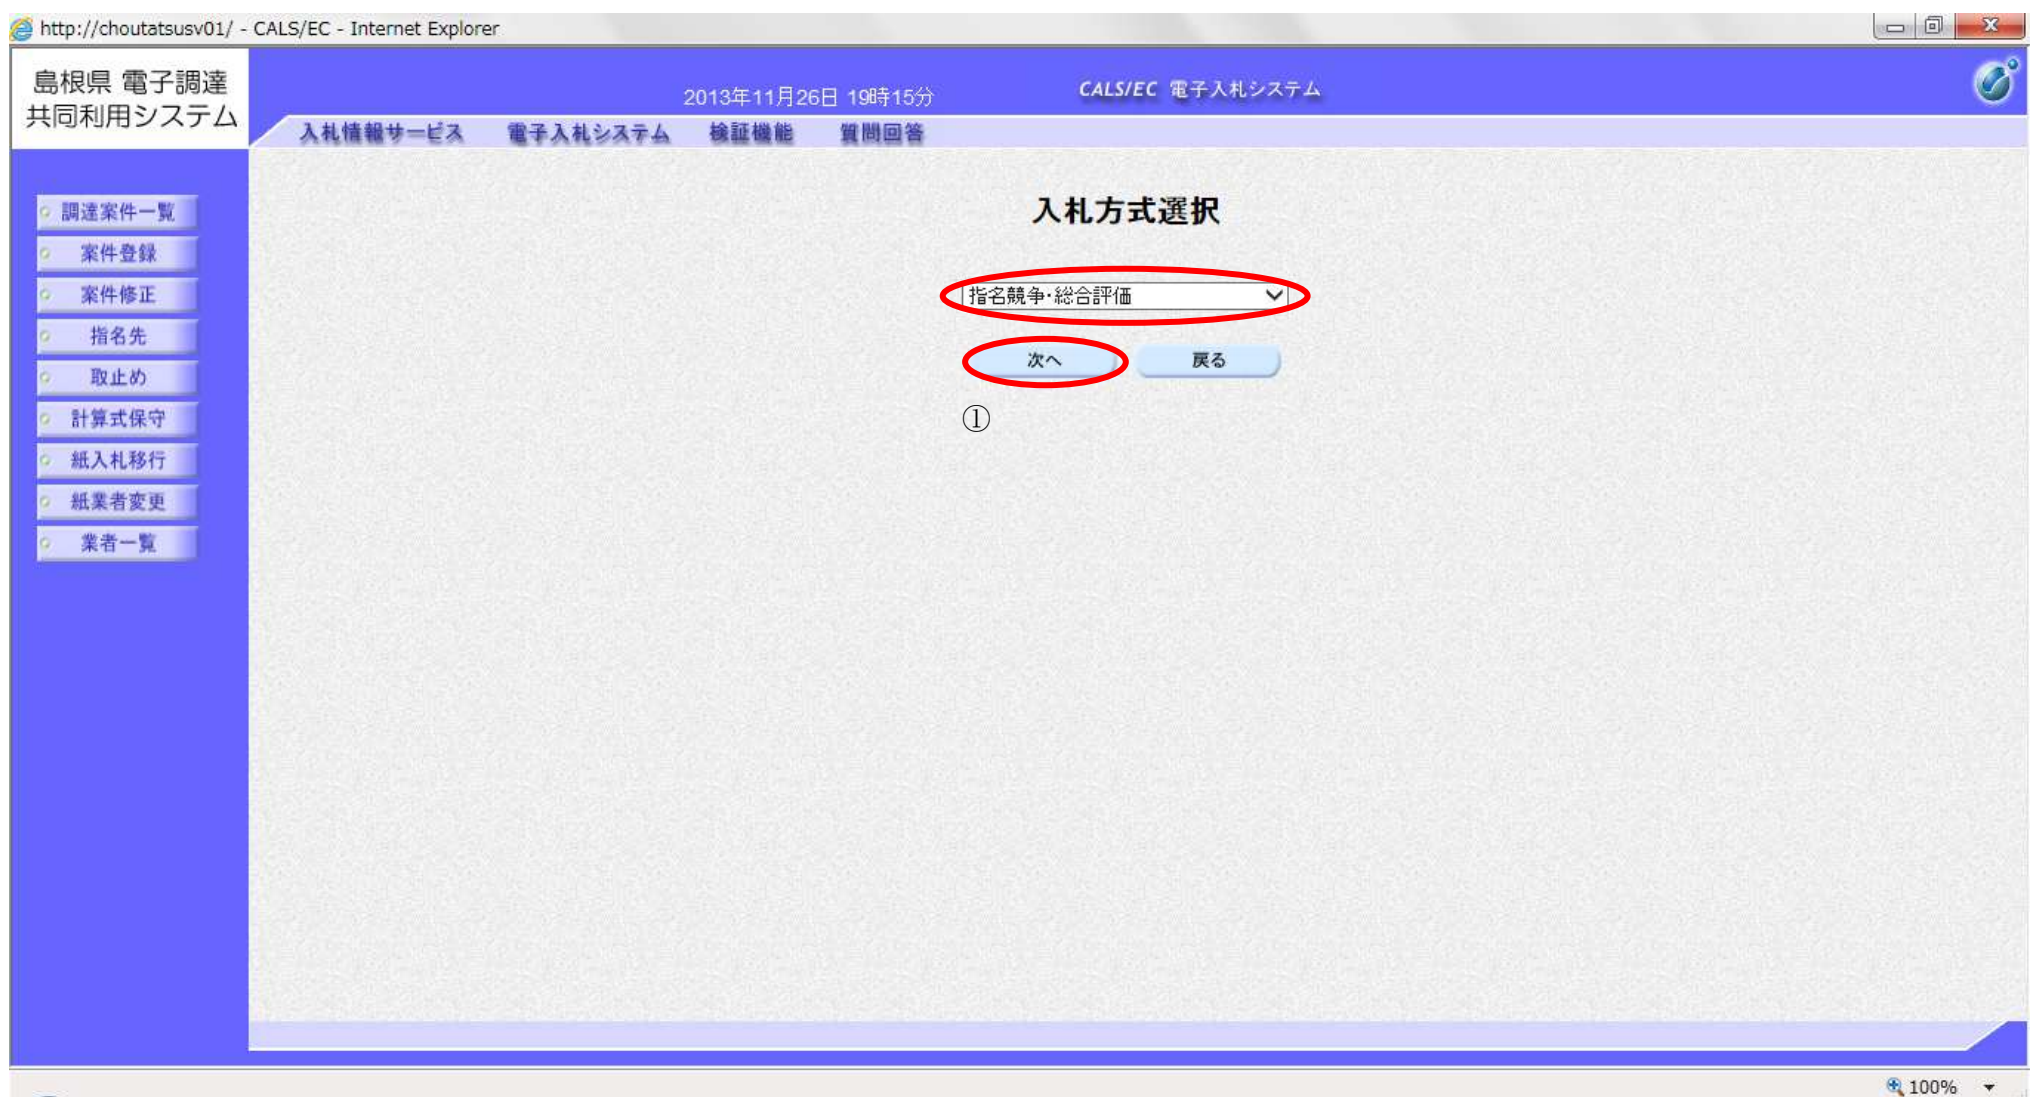 http://choutatsusv01/ - CALS/EC - Internet Explorer
島根県 電子調達
共同利用システム
2013年11月26日 19時15分
CALS/EC 電子入札システム
入札情報サービス 電子入札システム 検証機能 質問回答
調達案件一覧
案件登録
案件修正
指名先
取止め
計算式保守
紙入札移行
紙業者変更
業者一覧
入札方式選択
指名競争・総合評価
次へ 戻る
①
100%